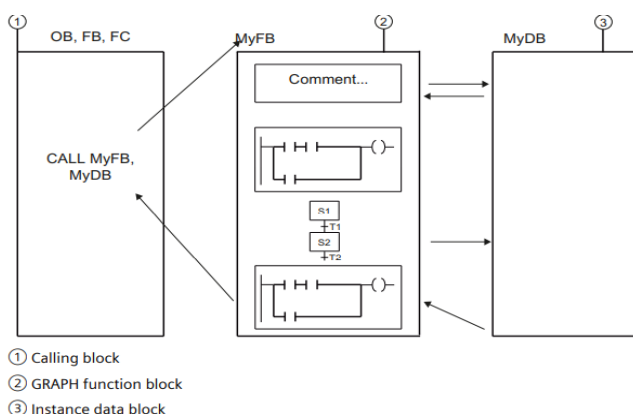 ①
②
③
OB, FB, FC
MyFB
MyDB
Comment...
CALL MyFB,
MyDB
S1
T1
S2
T2
① Calling block
② GRAPH function block
③ Instance data block